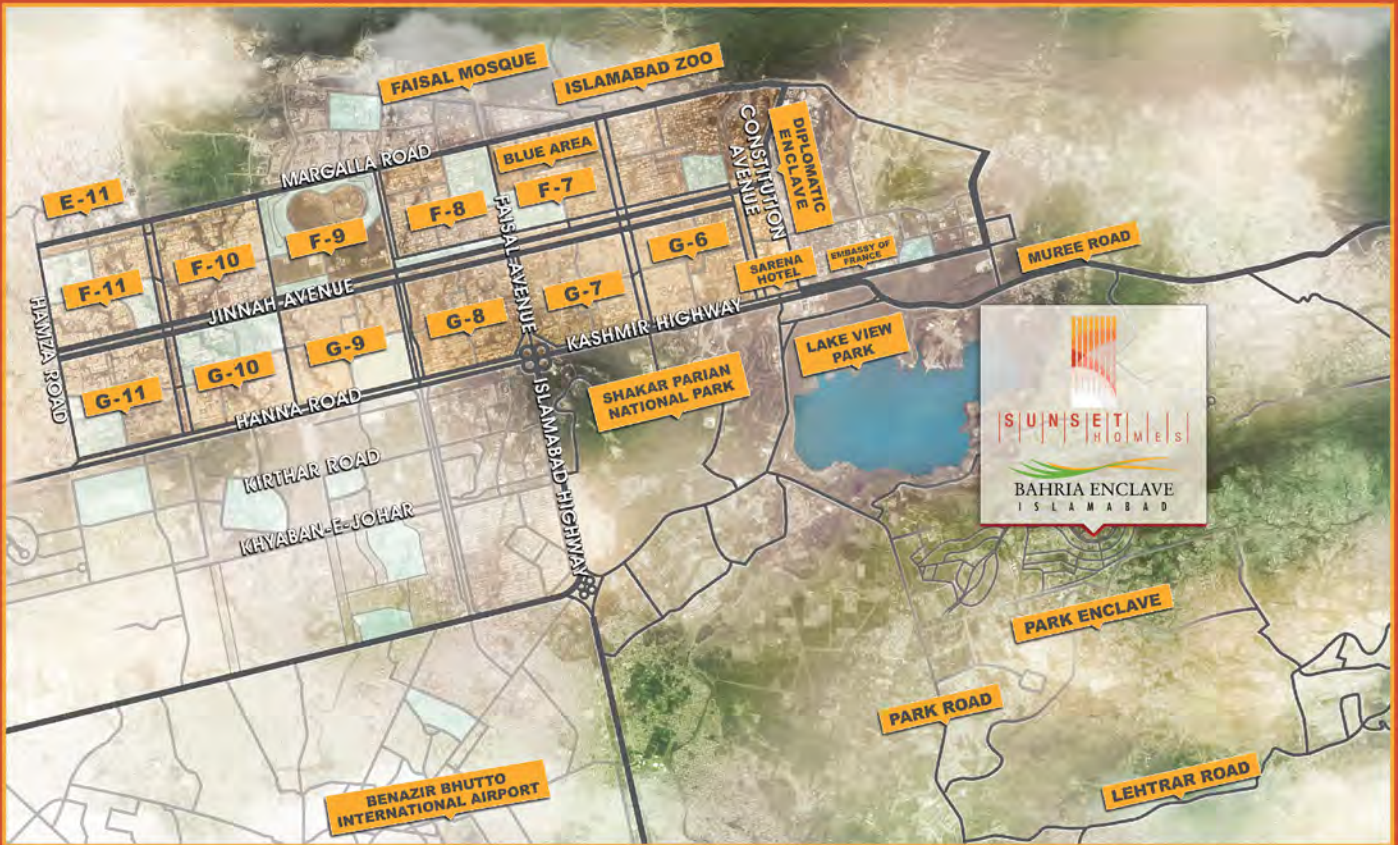 FAISAL MOSQUE
ISLAMABAD ZOO
MARGALLA ROAD
CONSTITUTION
AVENUE
DIPLOMATIC
ENCLAVE
BLUE AREA
E-11
F-11
F-10
F-9
F-8
F-7
FAISAL AVENUE
G-6
SARENA
HOTEL
EMBASSY OF
FRANCE
MUREE ROAD
HAMZA ROAD
JINNAH AVENUE
G-11
G-10
G-9
G-8
G-7
KASHMIR HIGHWAY
LAKE VIEW
PARK
HANNA ROAD
ISLAMABAD HIGHWAY
SHAKAR PARIAN
NATIONAL PARK
SUNSET
HOMES
BAHRIA ENCLAVE
ISLAMABAD
KIRTHAR ROAD
KHYABAN-E-JOHAR
PARK ENCLAVE
PARK ROAD
LEHTRAR ROAD
BENAZIR BHUTTO
INTERNATIONAL AIRPORT